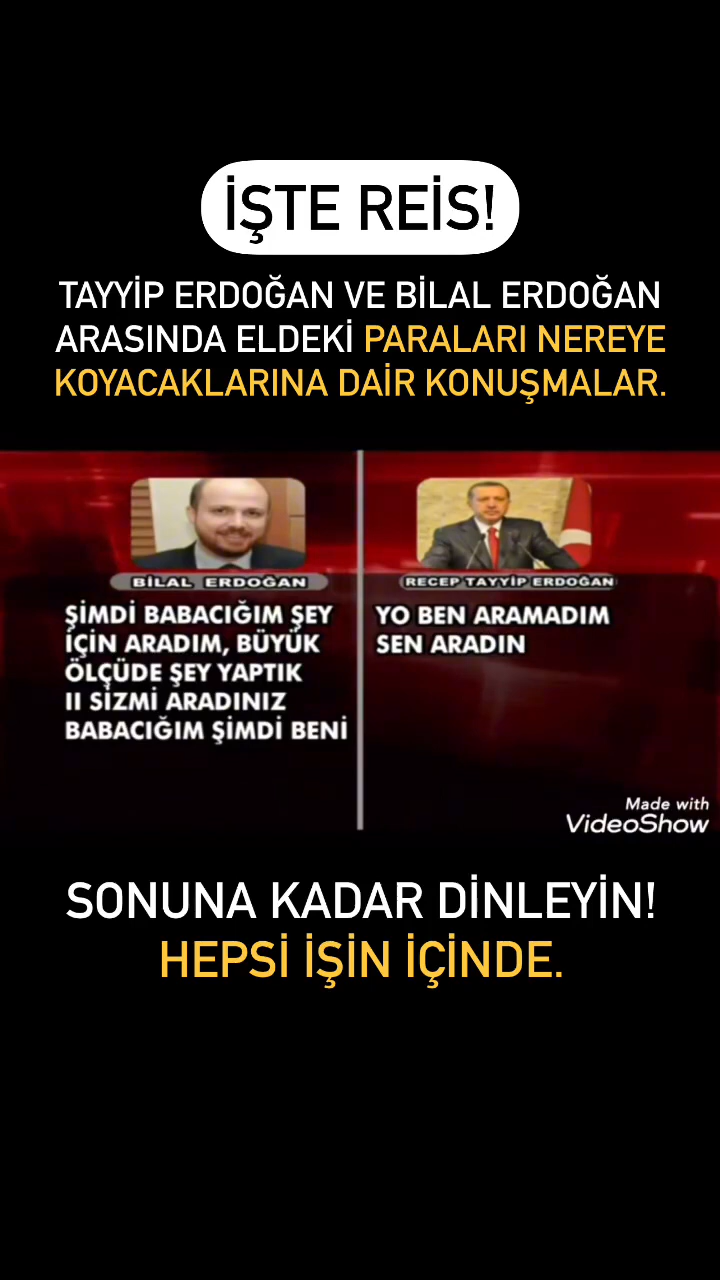 İŞTE REİS!
TAYYİP ERDOĞAN VE BİLAL ERDOĞAN
ARASINDA ELDEKİ PARALARI NEREYE
KOYACAKLARINA DAİR KONUŞMALAR.
BİLAL ERDOĞAN
ŞİMDİ BABACIĞIM ŞEY
İÇİN ARADIM, BÜYÜK
ÖLÇÜDE ŞEY YAPTIK
II SİZMİ ARADINIZ
BABACIĞIM ŞİMDİ BENİ
RECEP TAYYİP ERDOĞAN
YO BEN ARAMADIM
SEN ARADIN
Made with
VideoShow
SONUNA KADAR DİNLEYİN!
HEPSİ İŞİN İÇİNDE.